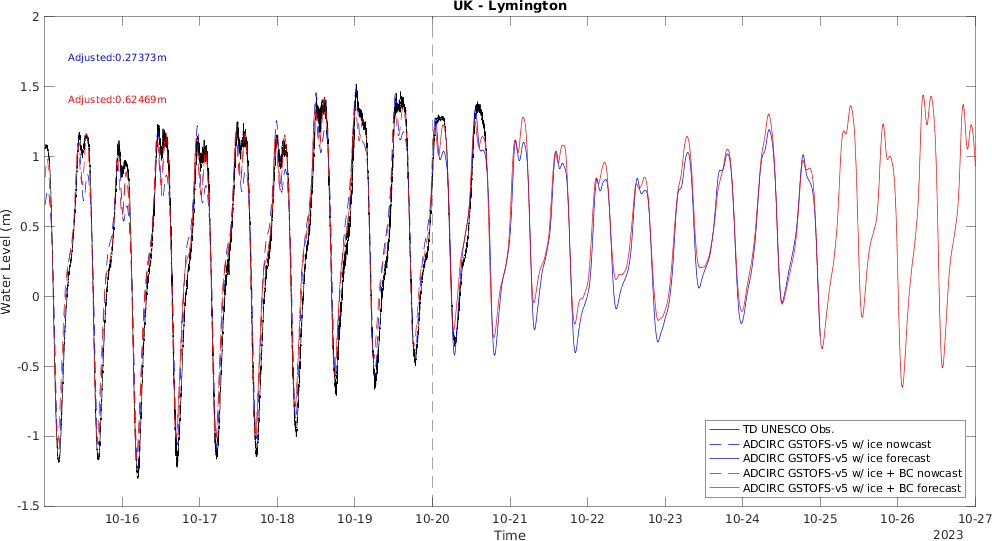 UK - Lymington
Adjusted:0.27373m
Adjusted:0.62469m
Water Level (m)
2
1.5
1
0.5
0
-0.5
-1
-1.5
TD UNESCO Obs.
ADCIRC GSTOFS-v5 w/ ice nowcast
ADCIRC GSTOFS-v5 w/ ice forecast
ADCIRC GSTOFS-v5 w/ ice + BC nowcast
ADCIRC GSTOFS-v5 w/ ice + BC forecast
10-16 10-17 10-18 10-19 10-20 10-21 10-22 10-23 10-24 10-25 10-26 10-27
Time
2023